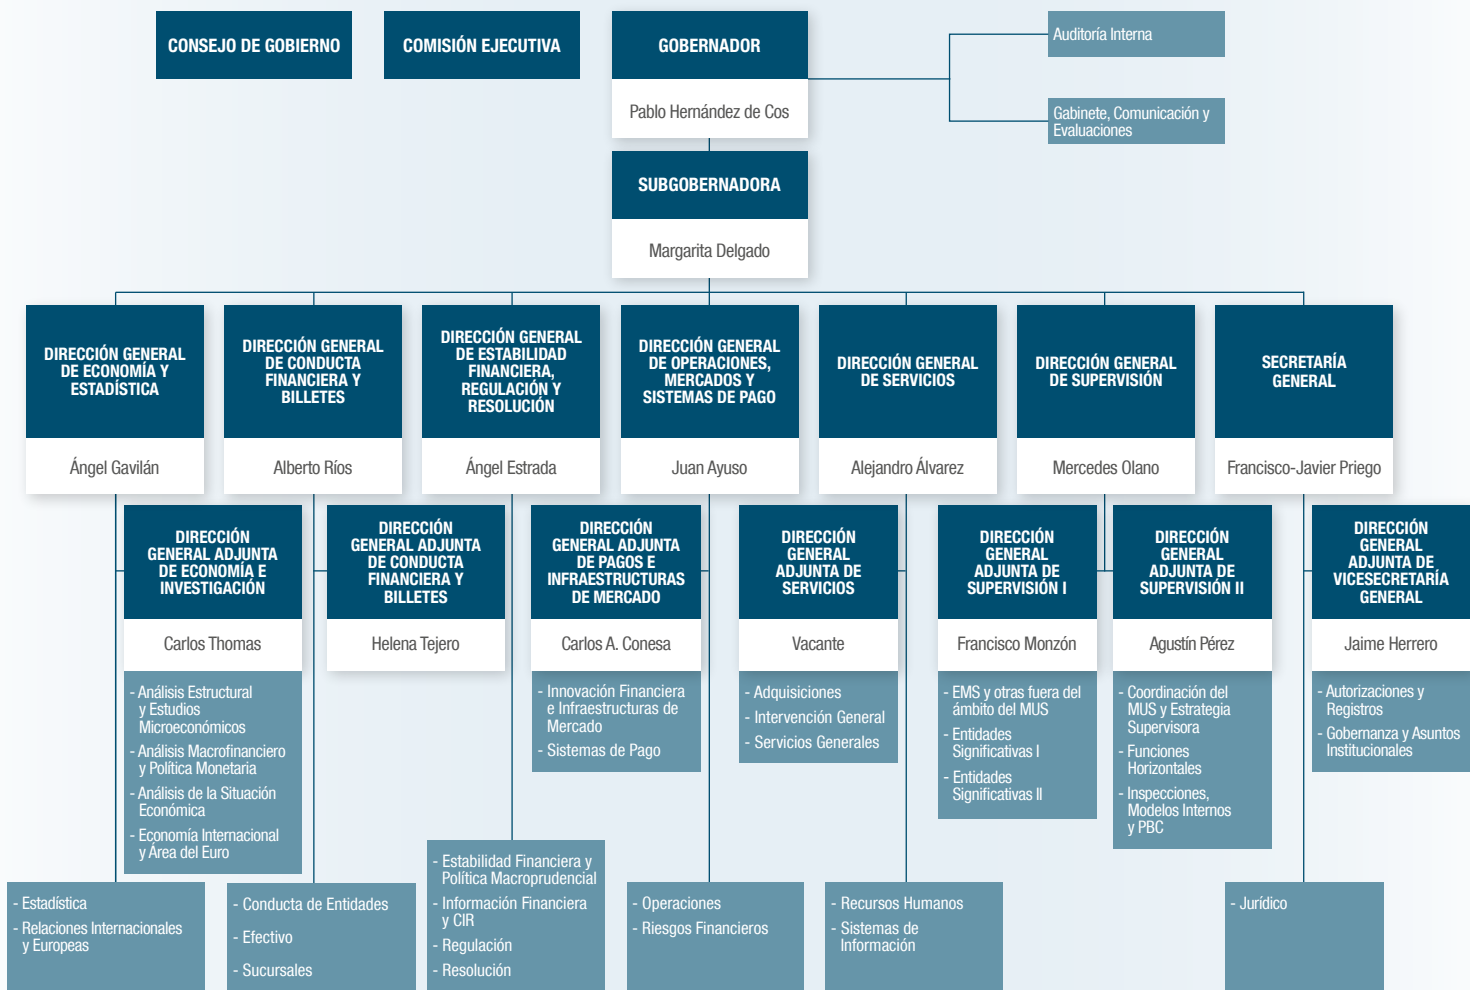 CONSEJO DE GOBIERNO
COMISIÓN EJECUTIVA
GOBERNADOR
Pablo Hernández de Cos
Auditoría Interna
Gabinete, Comunicación y
Evaluaciones
SUBGOBERNADORA
Margarita Delgado
DIRECCIÓN GENERAL
DE ECONOMÍA Y
ESTADÍSTICA
Ángel Gavilán
DIRECCIÓN GENERAL
DE CONDUCTA
FINANCIERA Y
BILLETES
Alberto Ríos
DIRECCIÓN GENERAL
DE ESTABILIDAD
FINANCIERA,
REGULACIÓN Y
RESOLUCIÓN
Ángel Estrada
DIRECCIÓN GENERAL
DE OPERACIONES,
MERCADOS Y
SISTEMAS DE PAGO
Juan Ayuso
DIRECCIÓN GENERAL
DE SERVICIOS
Alejandro Álvarez
DIRECCIÓN GENERAL
DE SUPERVISIÓN
Mercedes Olano
SECRETARÍA
GENERAL
Francisco-Javier Priego
DIRECCIÓN
GENERAL ADJUNTA
DE ECONOMÍA E
INVESTIGACIÓN
Carlos Thomas
- Análisis Estructural
y Estudios
Microeconómicos
- Análisis Macrofinanciero
y Política Monetaria
- Análisis de la Situación
Económica
- Economía Internacional
y Área del Euro
DIRECCIÓN
GENERAL ADJUNTA
DE CONDUCTA
FINANCIERA Y
BILLETES
Helena Tejero
DIRECCIÓN
GENERAL ADJUNTA
DE PAGOS E
INFRAESTRUCTURAS
DE MERCADO
Carlos A. Conesa
- Innovación Financiera
e Infraestructuras de
Mercado
- Sistemas de Pago
DIRECCIÓN
GENERAL
ADJUNTA DE
SERVICIOS
Vacante
- Adquisiciones
- Intervención General
- Servicios Generales
DIRECCIÓN
GENERAL
ADJUNTA DE
SUPERVISIÓN I
Francisco Monzón
- EMS y otras fuera del
ámbito del MUS
- Entidades
Significativas I
- Entidades
Significativas II
DIRECCIÓN
GENERAL
ADJUNTA DE
SUPERVISIÓN II
Agustín Pérez
- Coordinación del
MUS y Estrategia
Supervisora
- Funciones
Horizontales
- Inspecciones,
Modelos Internos
y PBC
DIRECCIÓN
GENERAL
ADJUNTA DE
VICESECRETARÍA
GENERAL
Jaime Herrero
- Autorizaciones y
Registros
- Gobernanza y Asuntos
Institucionales
- Estadística
- Relaciones Internacionales
y Europeas
- Conducta de Entidades
- Efectivo
- Sucursales
- Estabilidad Financiera y
Política Macroprudencial
- Información Financiera
y CIR
- Regulación
- Resolución
- Operaciones
- Riesgos Financieros
- Recursos Humanos
- Sistemas de
Información
- Jurídico